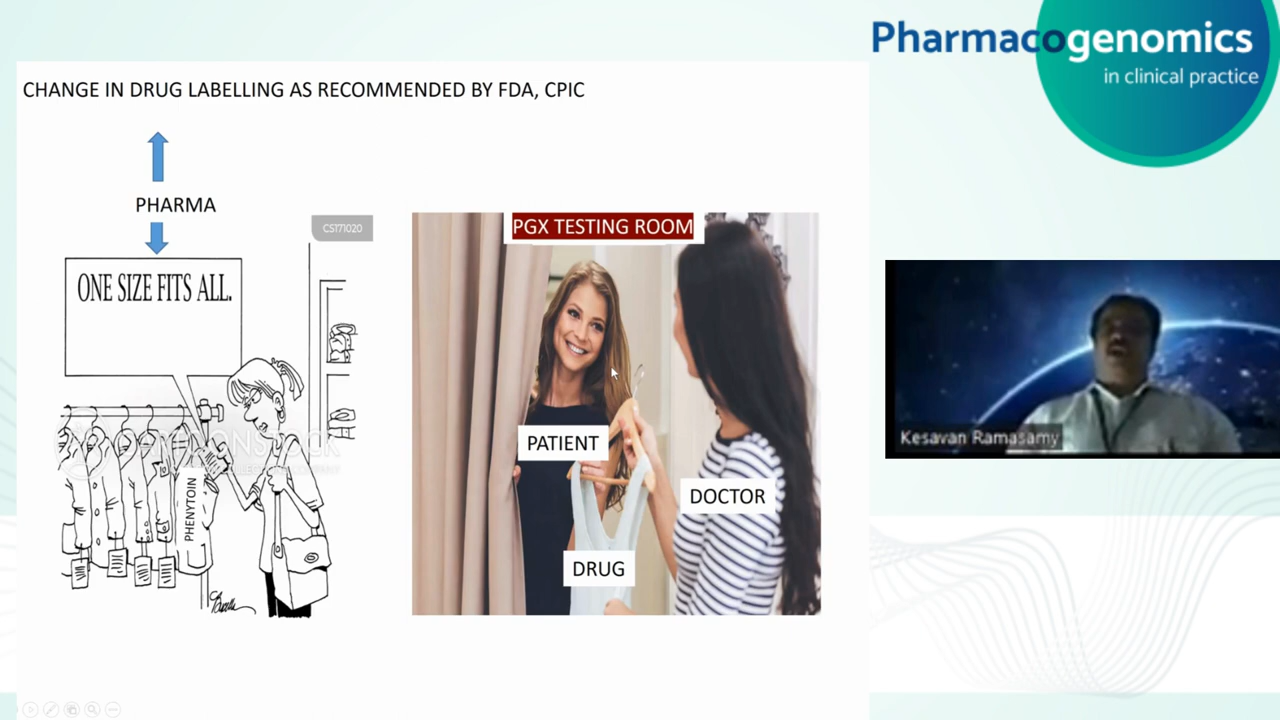 Pharmacogenomics
in clinical practice
CHANGE IN DRUG LABELLING AS RECOMMENDED BY FDA, CPIC
PHARMA
CS171020
ONE SIZE FITS ALL.
PHENYTOIN
PGX TESTING ROOM
PATIENT
DOCTOR
DRUG
Kesavan Ramasamy